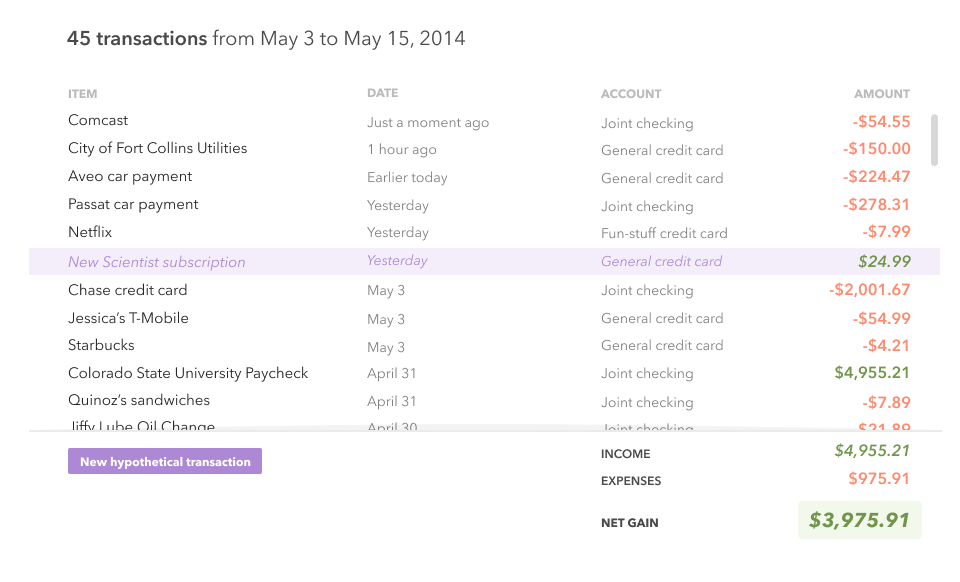 45 transactions from May 3 to May 15, 2014
ITEM DATE ACCOUNT AMOUNT
Comcast Just a moment ago Joint checking -$54.55
City of Fort Collins Utilities 1 hour ago General credit card -$150.00
Aveo car payment Earlier today General credit card -$224.47
Passat car payment Yesterday Joint checking -$278.31
Netflix Yesterday Fun-stuff credit card -$7.99
New Scientist subscription Yesterday General credit card $24.99
Chase credit card May 3 Joint checking -$2,001.67
Jessica’s T-Mobile May 3 General credit card -$54.99
Starbucks May 3 General credit card -$4.21
Colorado State University Paycheck April 31 Joint checking $4,955.21
Quinoz’s sandwiches April 31 Joint checking -$7.89
Jiffy Lube Oil Change April 30 Joint checking $21.89
New hypothetical transaction
INCOME $4,955.21
EXPENSES $975.91
NET GAIN $3,975.91